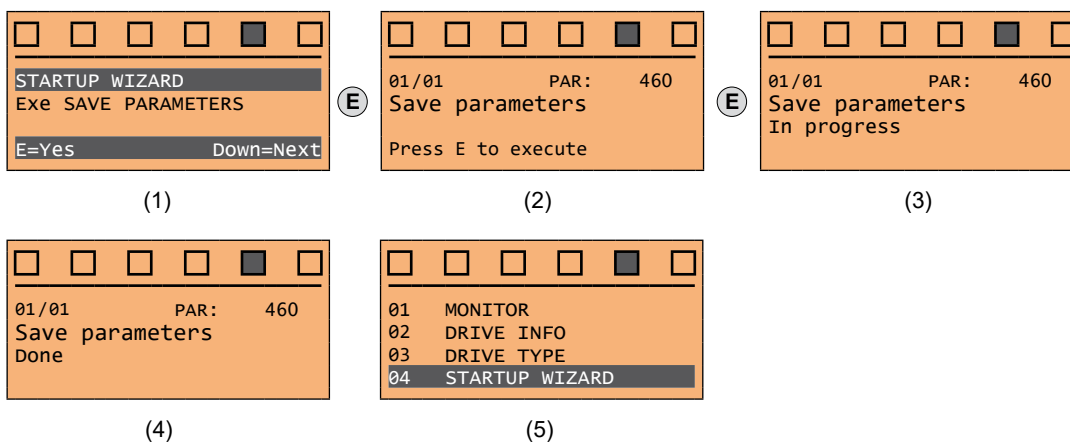 STARTUP WIZARD
Exe SAVE PARAMETERS
E=Yes Down=Next
(1)
E
01/01 PAR: 460
Save parameters
Press E to execute
(2)
E
01/01 PAR: 460
Save parameters
In progress
(3)
01/01 PAR: 460
Save parameters
Done
(4)
01 MONITOR
02 DRIVE INFO
03 DRIVE TYPE
04 STARTUP WIZARD
(5)